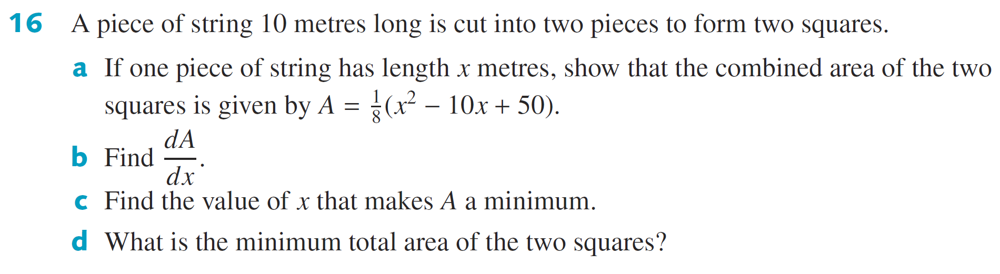 16 A piece of string 10 metres long is cut into two pieces to form two squares.
a If one piece of string has length x metres, show that the combined area of the two
squares is given by A = 1/8(x² – 10x + 50).
b Find dA/dx.
c Find the value of x that makes A a minimum.
d What is the minimum total area of the two squares?